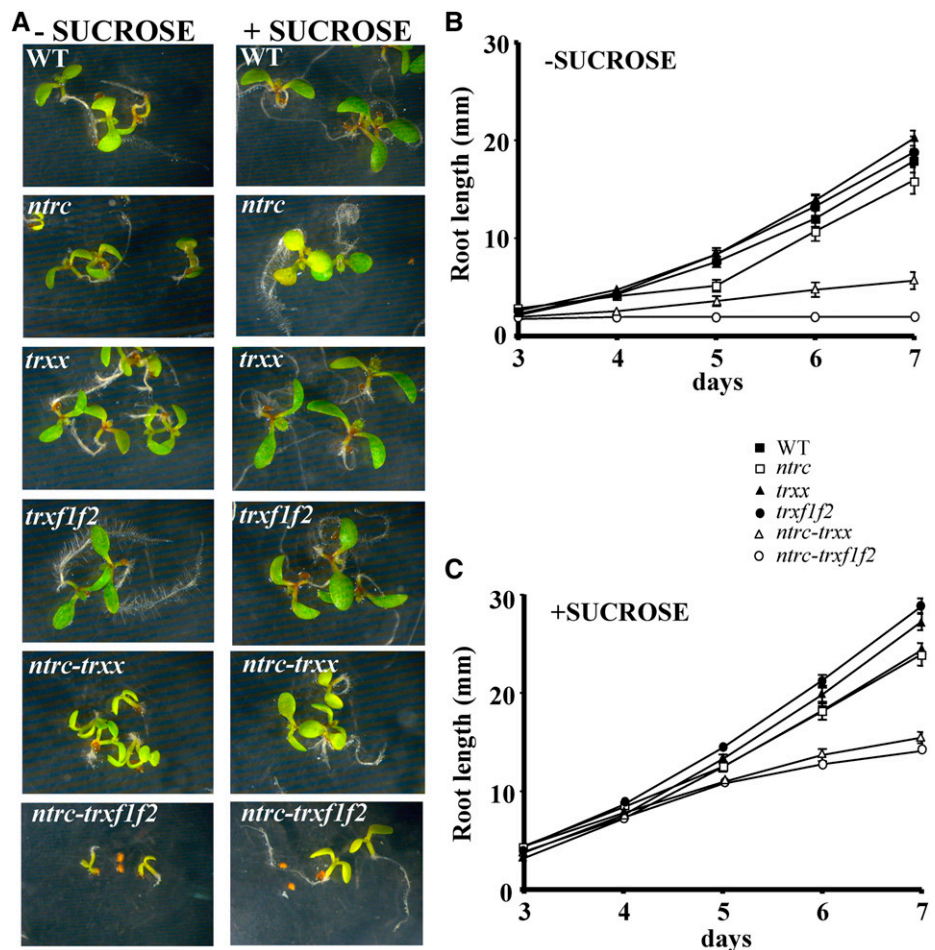 A
- SUCROSE
+ SUCROSE
WT
WT
ntrc
ntrc
trxx
trxx
trxf1f2
trxf1f2
ntrc-trxx
ntrc-trxx
ntrc-trxf1f2
ntrc-trxf1f2
B
-SUCROSE
Root length (mm)
30
20
10
0
3 4 5 6 7
days
WT
ntrc
trxx
trxf1f2
ntrc-trxx
ntrc-trxf1f2
C
+SUCROSE
Root length (mm)
30
20
10
0
3 4 5 6 7
days